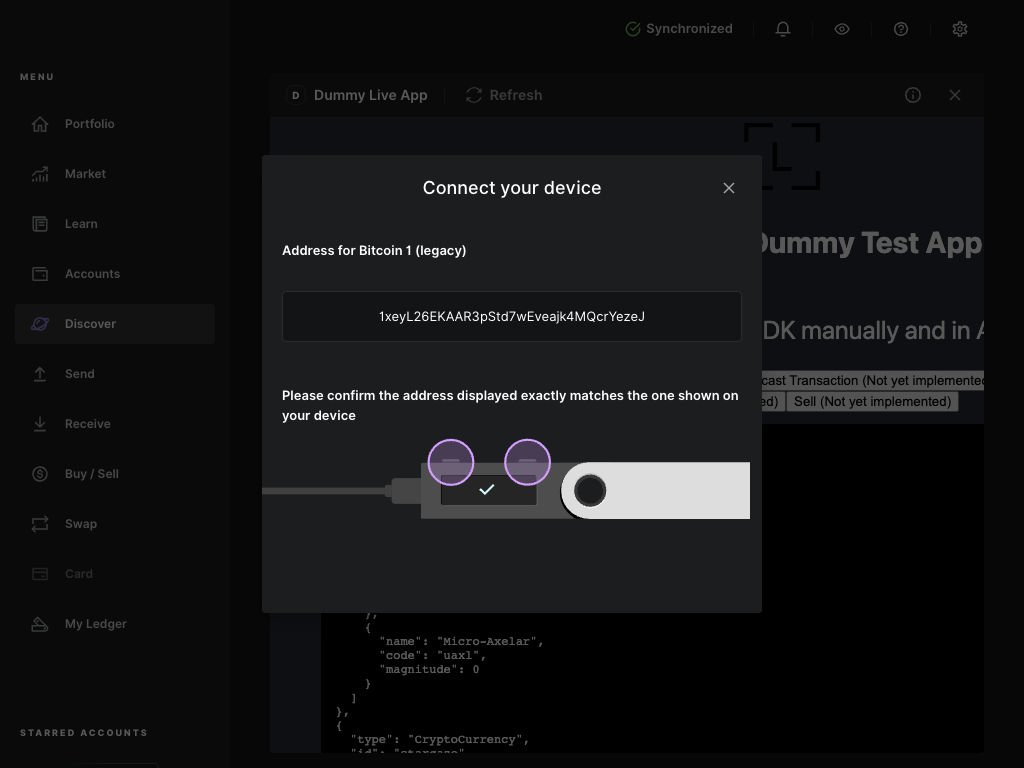 Synchronized
MENU
D Dummy Live App Refresh
Portfolio
Market
Learn
Accounts
Discover
Send
Receive
Buy / Sell
Swap
Card
My Ledger
STARRED ACCOUNTS
L
Dummy Test App
DK manually and in A
cast Transaction (Not yet implemented
ed) Sell (Not yet implemented)
Connect your device
Address for Bitcoin 1 (legacy)
1xeyL26EKAAR3pStd7wEveajk4MQcrYezeJ
Please confirm the address displayed exactly matches the one shown on
your device
},
{
"name": "Micro-Axelar",
"code": "uaxl",
"magnitude": 0
}
]
},
{
"type": "CryptoCurrency",
"id": "stargaze",